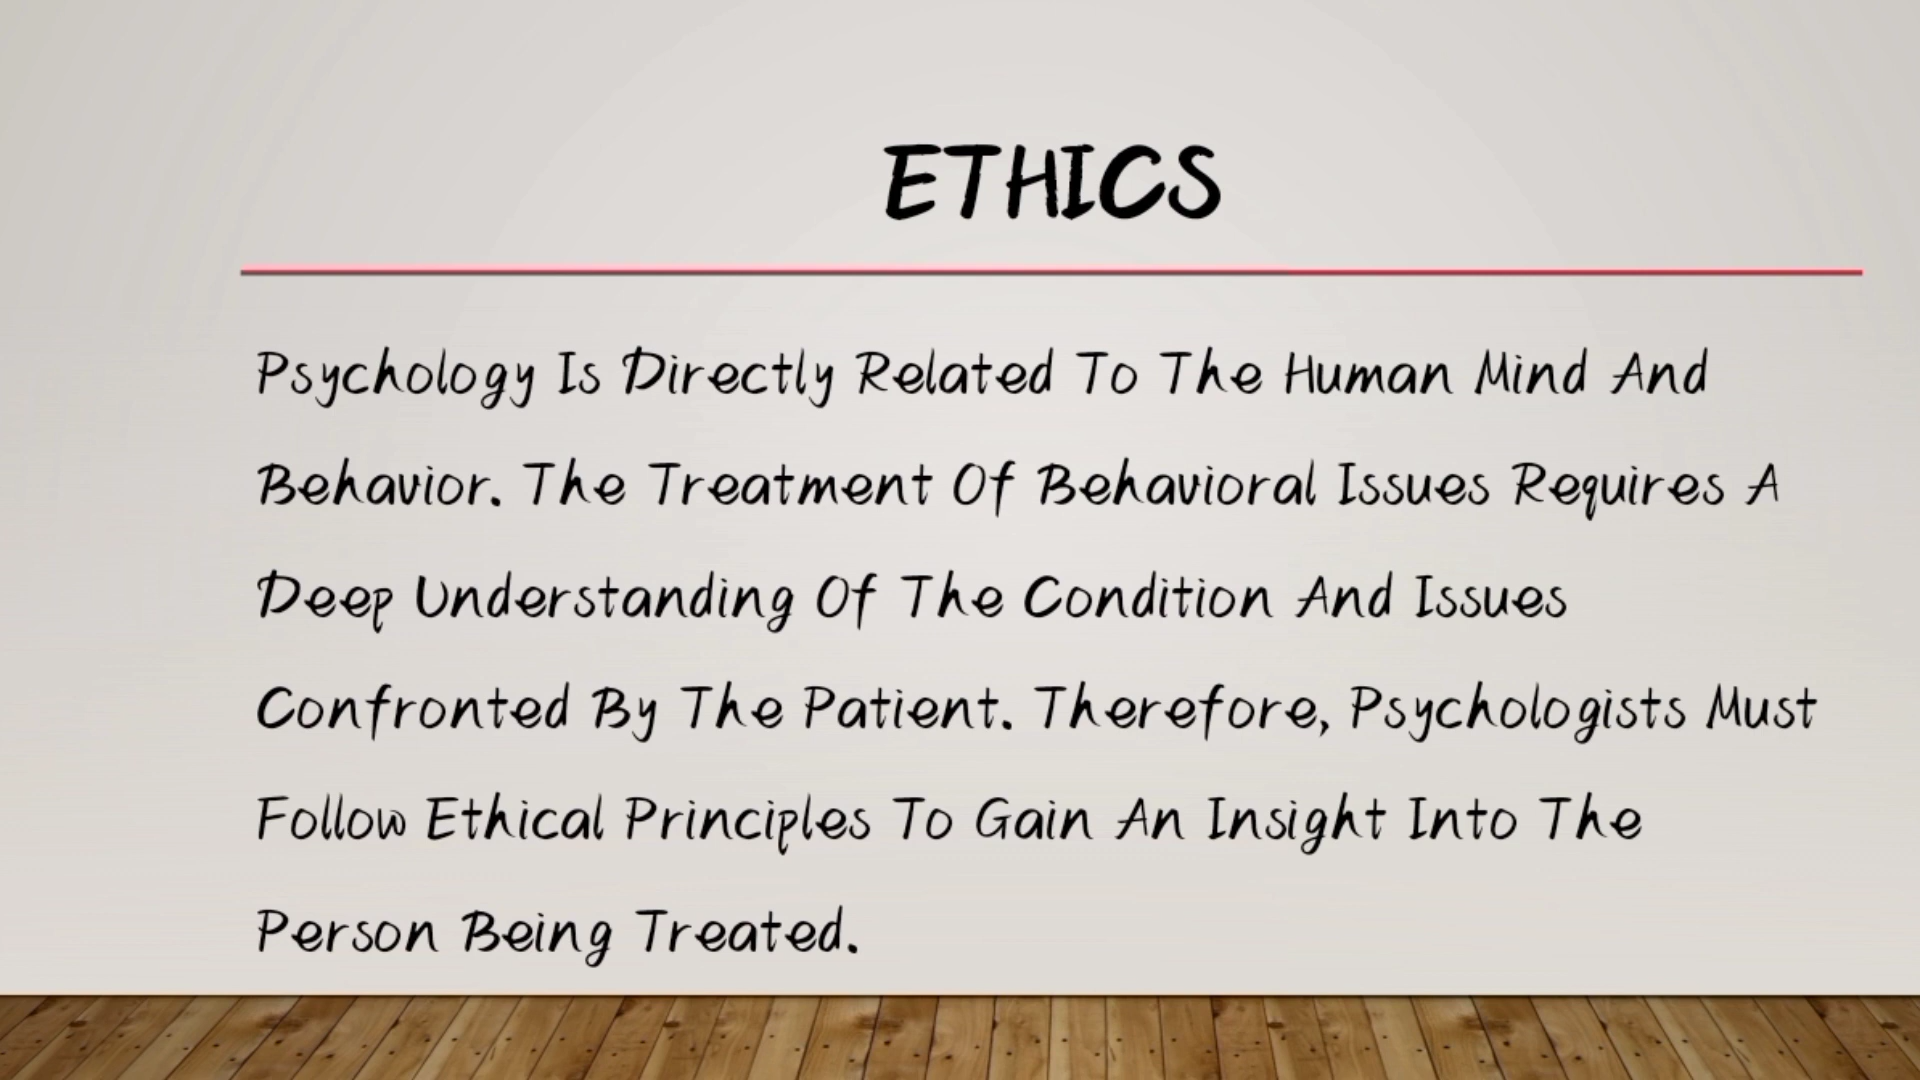 ETHICS
Psychology Is Directly Related To The Human Mind And
Behavior. The Treatment Of Behavioral Issues Requires A
Deep Understanding Of The Condition And Issues
Confronted By The Patient. Therefore, Psychologists Must
Follow Ethical Principles To Gain An Insight Into The
Person Being Treated.